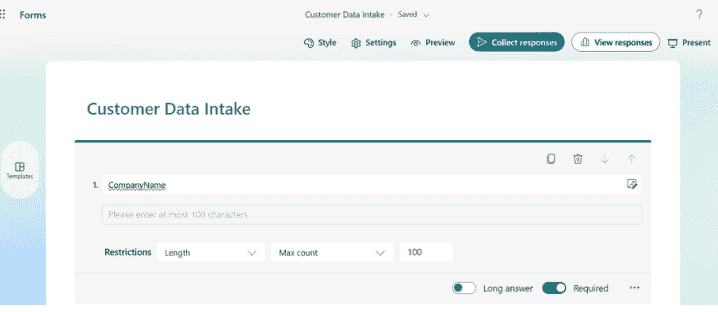 Forms
Customer Data Intake - Saved
?
Style Settings Preview Collect responses View responses Present
Customer Data Intake
Templates
1. CompanyName
Please enter at most 100 characters
Restrictions Length Max count 100
Long answer Required ...